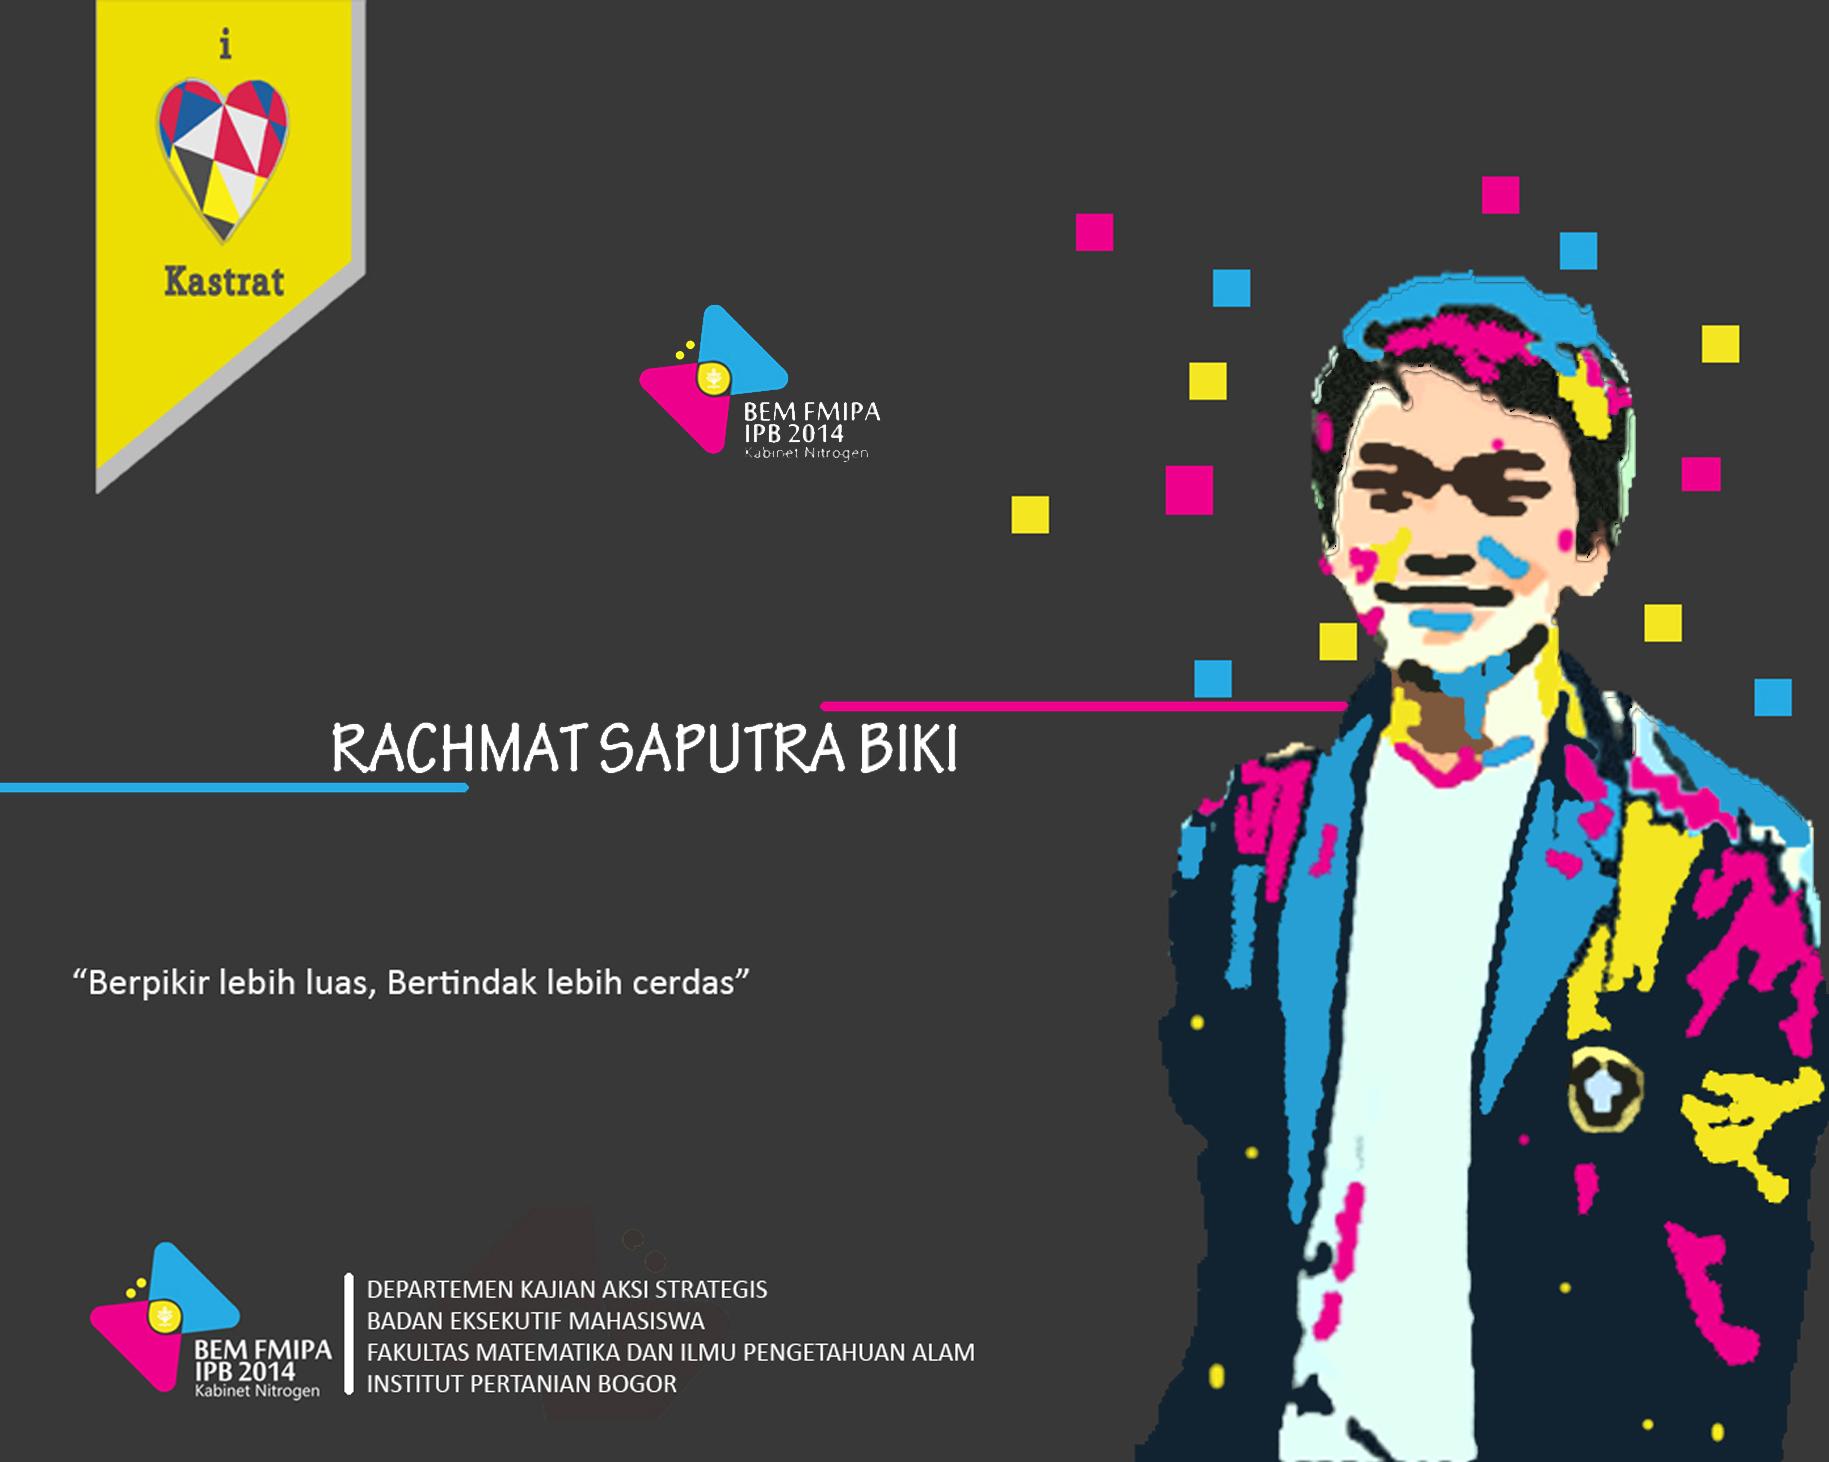 i
Kastrat
BEM FMIPA
IPB 2014
Kabinet Nitrogen
RACHMAT SAPUTRA BIKI
“Berpikir lebih luas, Bertindak lebih cerdas”
BEM FMIPA
IPB 2014
Kabinet Nitrogen
DEPARTEMEN KAJIAN AKSI STRATEGIS
BADAN EKSEKUTIF MAHASISWA
FAKULTAS MATEMATIKA DAN ILMU PENGETAHUAN ALAM
INSTITUT PERTANIAN BOGOR